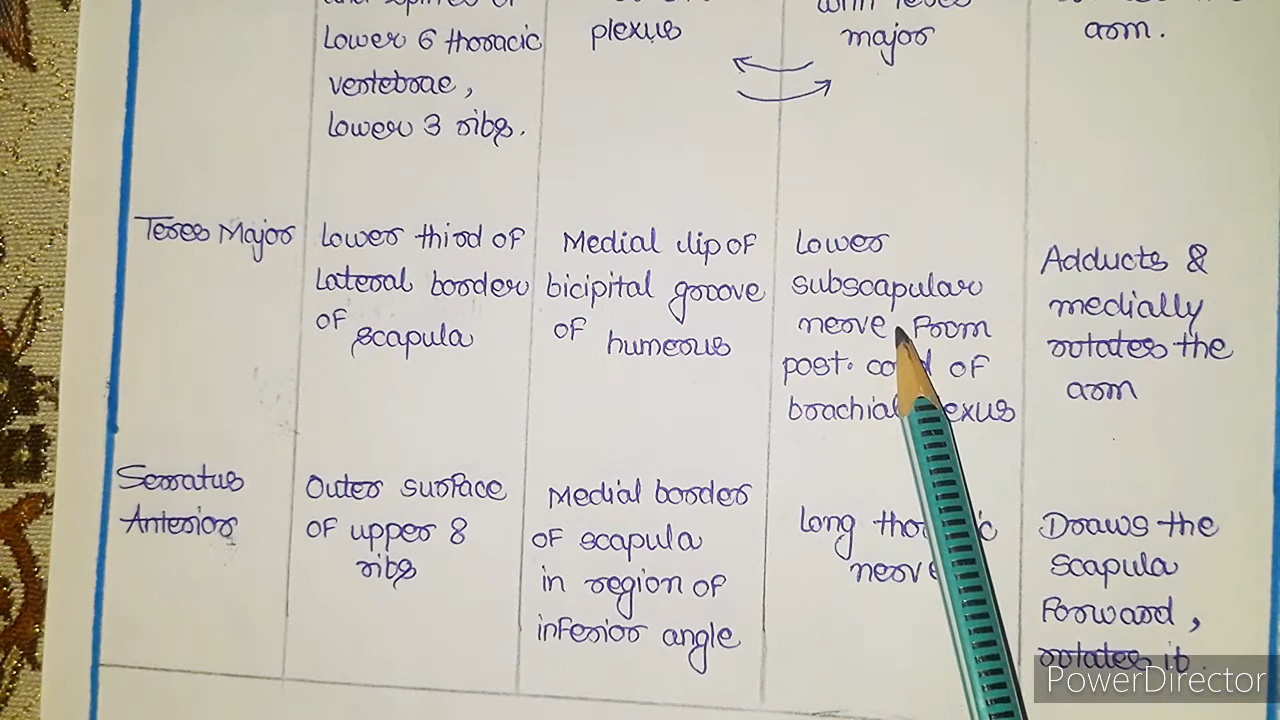 Lower 6 thoracic
vertebrae,
lower 3 ribs.
plexus
major
arm.
Teres Major
Lower third of
Lateral border
of scapula
Medial lip of
bicipital groove
of humerus
Lower
subscapular
nerve from
post. cord of
brachial plexus
Adducts &
medially
rotates the
arm
Serratus
Anterior
Outer surface
of upper 8
ribs
Medial border
of scapula
in region of
inferior angle
Long thoracic
nerve
Draws the
scapula
forward,
rotates it.
PowerDirector